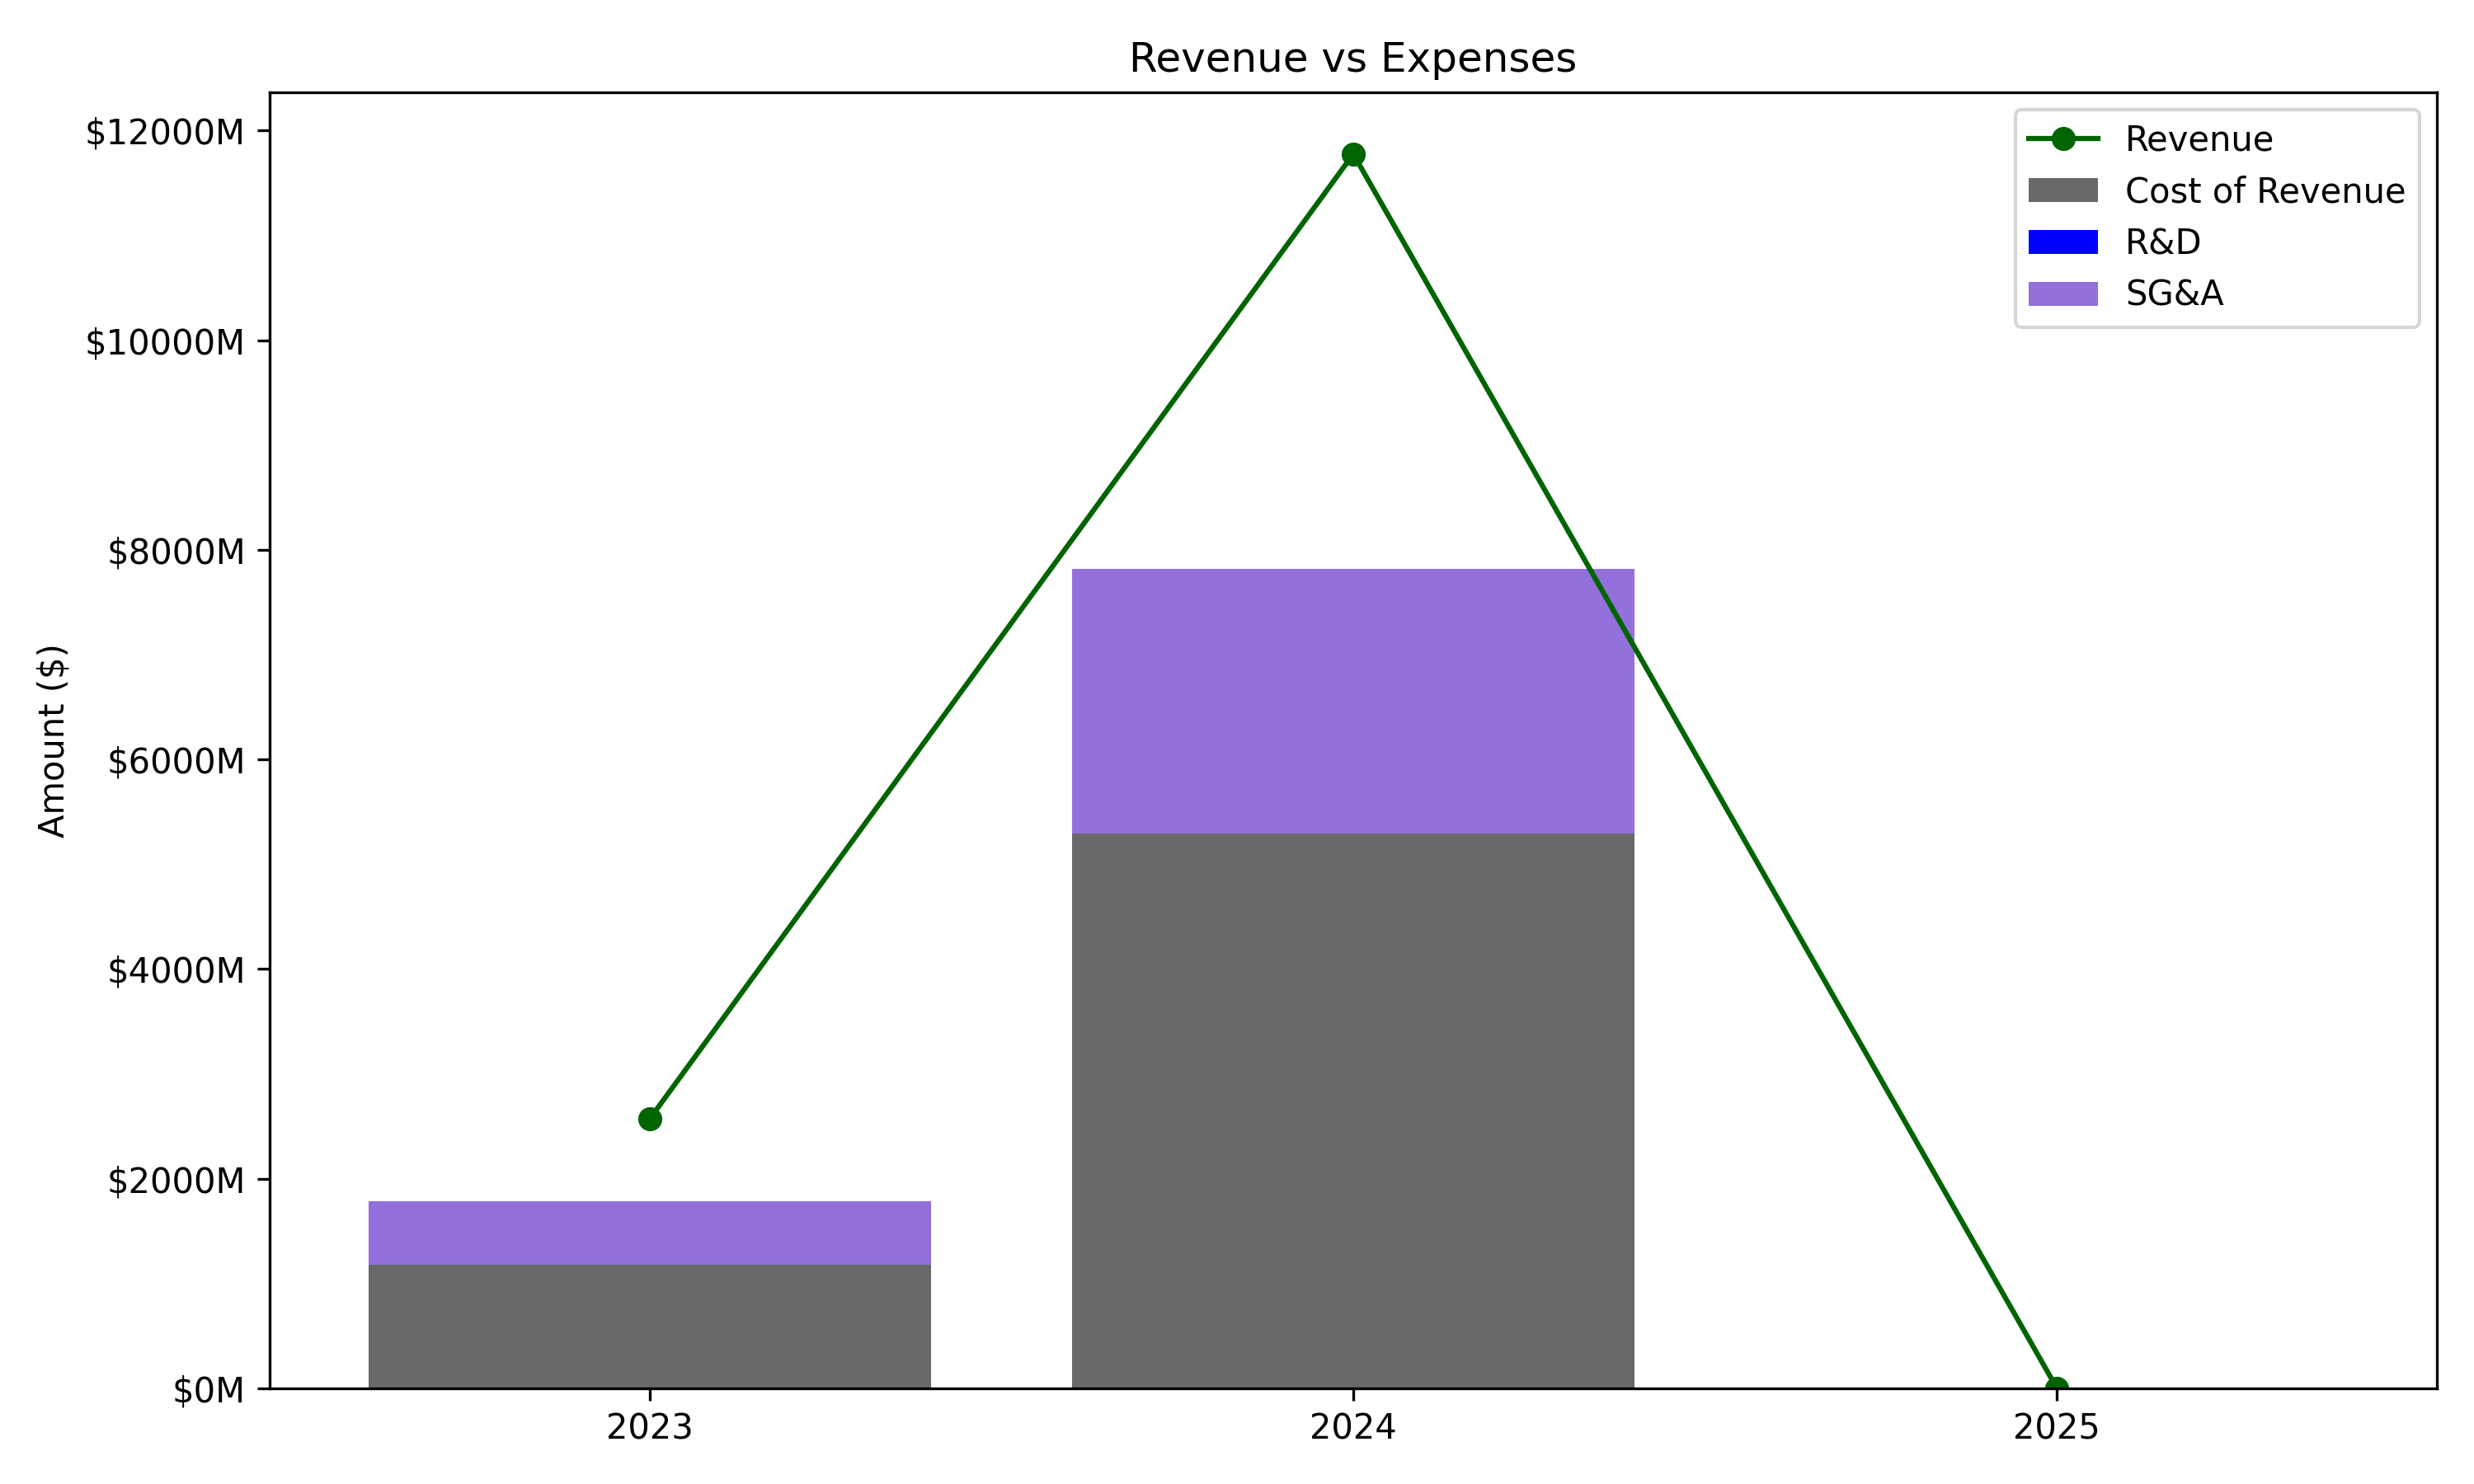 Revenue vs Expenses
$12000M
$10000M
$8000M
$6000M
$4000M
$2000M
$0M
Amount ($)
2023
2024
2025
Revenue
Cost of Revenue
R&D
SG&A